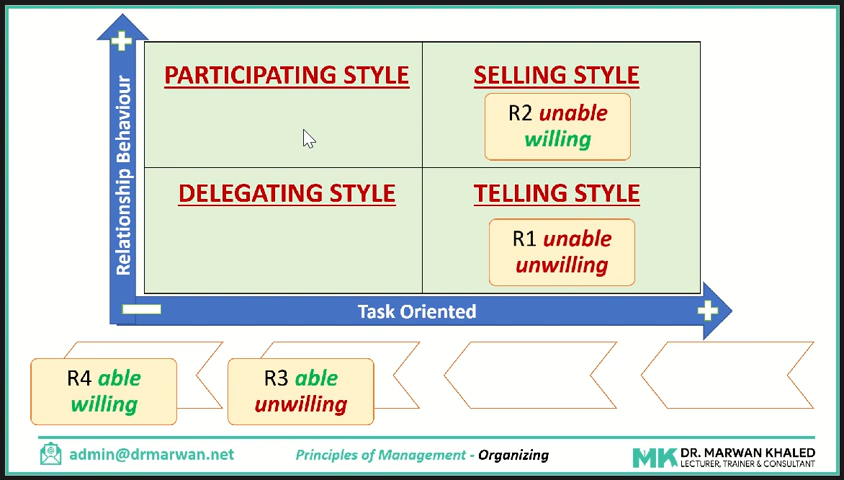 Relationship Behaviour
PARTICIPATING STYLE
SELLING STYLE
R2 unable
willing
DELEGATING STYLE
TELLING STYLE
R1 unable
unwilling
Task Oriented
R4 able
willing
R3 able
unwilling
admin@drmarwan.net
Principles of Management - Organizing
MK DR. MARWAN KHALED
LECTURER, TRAINER & CONSULTANT